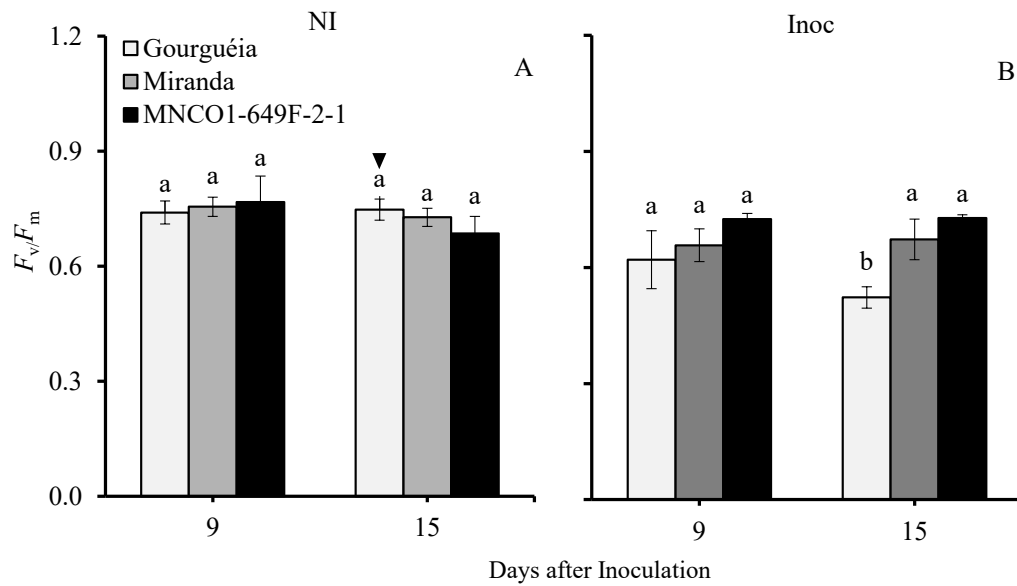 NI
Inoc
1.2
Gourguéia
Miranda
MNCO1-649F-2-1
A
B
0.9
a a a a a a
a a a b a a
0.6
0.3
0.0
Fv/Fm
9 15 9 15
Days after Inoculation